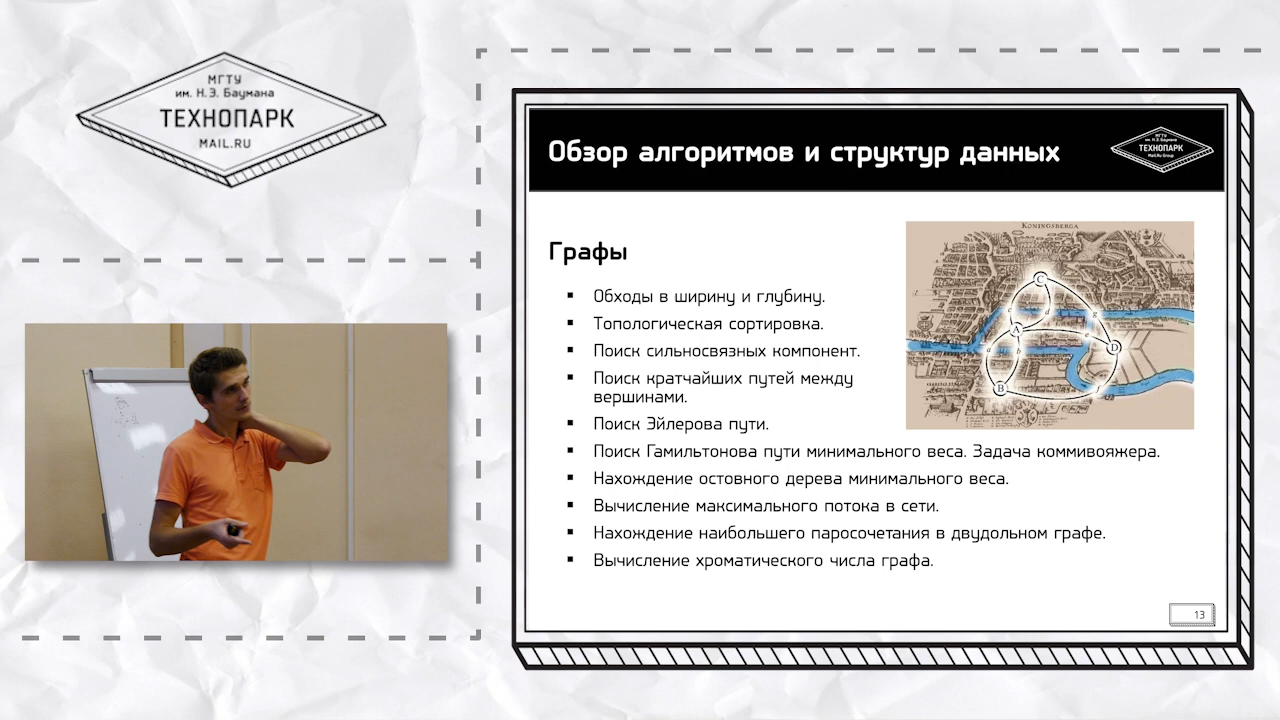 МГТУ
им. Н.Э. Баумана
ТЕХНОПАРК
MAIL.RU
Обзор алгоритмов и структур данных
МГТУ
им. Н.Э. Баумана
ТЕХНОПАРК
Mail.Ru Group
Графы
▪ Обходы в ширину и глубину.
▪ Топологическая сортировка.
▪ Поиск сильносвязных компонент.
▪ Поиск кратчайших путей между
вершинами.
▪ Поиск Эйлерова пути.
▪ Поиск Гамильтонова пути минимального веса. Задача коммивояжера.
▪ Нахождение остовного дерева минимального веса.
▪ Вычисление максимального потока в сети.
▪ Нахождение наибольшего паросочетания в двудольном графе.
▪ Вычисление хроматического числа графа.
KONINGSBERGA
C
c d g
A e
D
a b
B
13